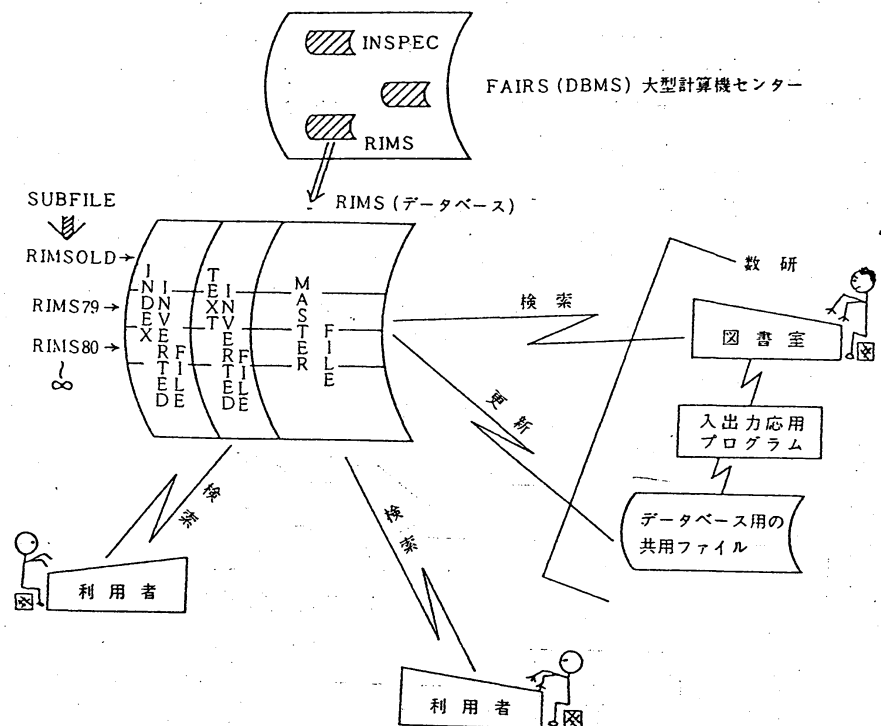 INSPEC
FAIRS (DBMS) 大型計算機センター
RIMS
RIMS (データベース)
SUBFILE
RIMSOLD→
RIMS79→
RIMS80→
∞
INDEX
INVERTED
FILE
TEXT
INVERTED
FILE
MASTER
FILE
検索
更新
検索
検索
数研
図書室
入出力応用
プログラム
データベース用の
共用ファイル
利用者
利用者